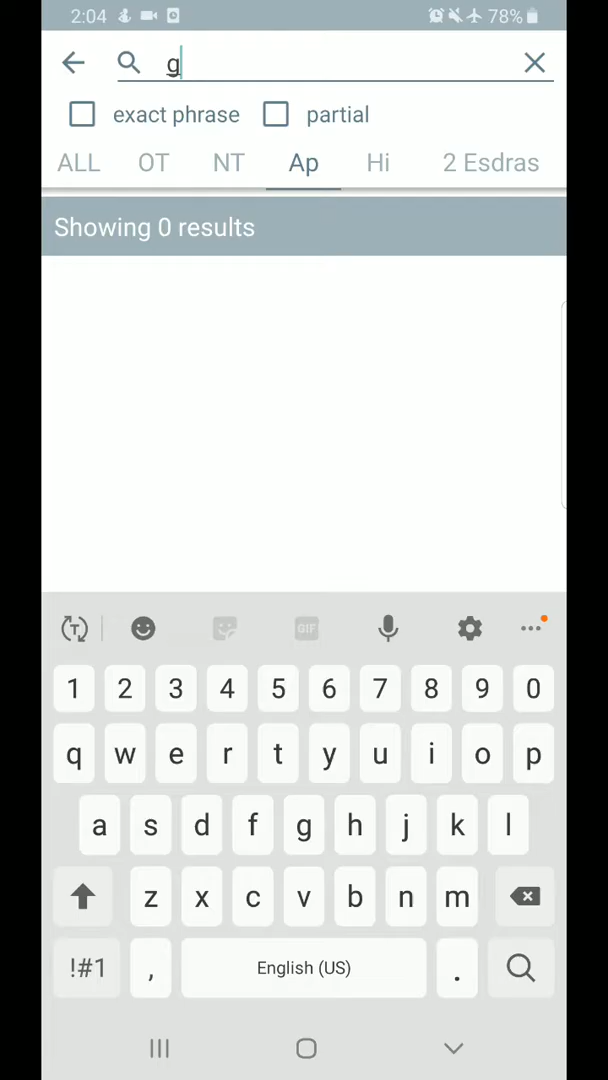 2:04 78%
g
exact phrase partial
ALL OT NT Ap Hi 2 Esdras
Showing 0 results
T GIF
1 2 3 4 5 6 7 8 9 0
q w e r t y u i o p
a s d f g h j k l
z x c v b n m
!#1 , English (US) .